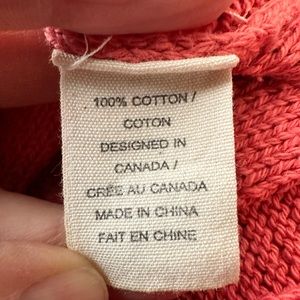 100% COTTON /
COTON
DESIGNED IN
CANADA /
CRÉE AU CANADA
MADE IN CHINA
FAIT EN CHINE